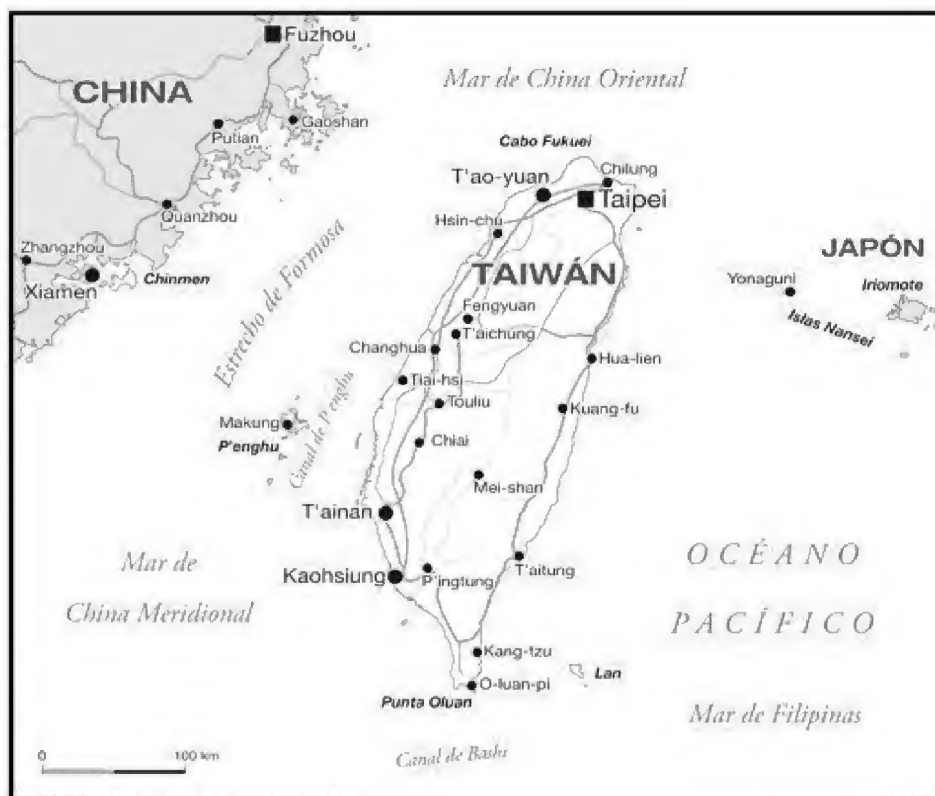 Fuzhou
CHINA
Mar de China Oriental
Gaoshan
Putian
Cabo Fukuei
T'ao-yuan
Chilung
Taipei
Quanzhou
Hsin-chu
Zhangzhou
Xiamen
Chinmen
Estrecho de Formosa
TAIWÁN
JAPÓN
Yonaguni
Iriomote
Islas Nansei
Fengyuan
T'aichung
Changhua
Hua-lien
Tiai-hsi
Touliu
Kuang-fu
Makung
P'enghu
Canal de P'enghu
Chiai
Mei-shan
T'ainan
Mar de
China Meridional
Kaohsiung
P'ingtung
T'aitung
OCÉANO
PACÍFICO
Kang-tzu
Lan
O-luan-pi
Punta Oluan
Mar de Filipinas
Canal de Bashi
0 100 km